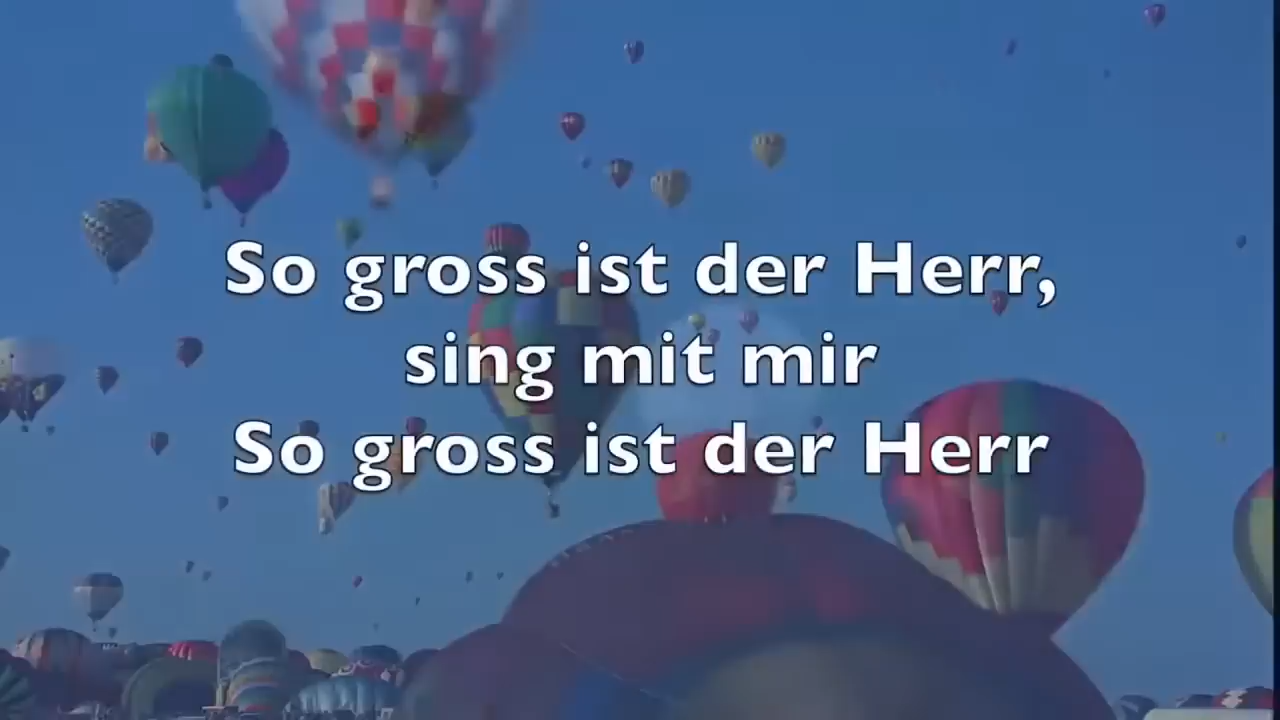 So gross ist der Herr,
sing mit mir
So gross ist der Herr